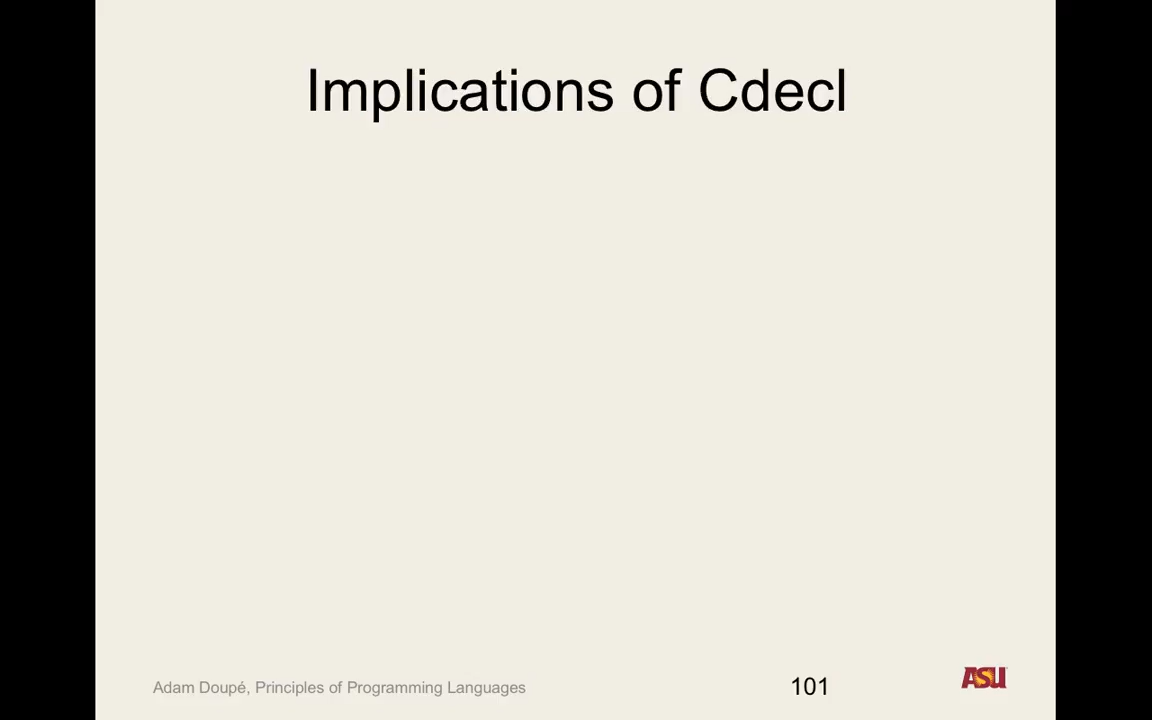 Implications of Cdecl
Adam Doupé, Principles of Programming Languages
101
ASU